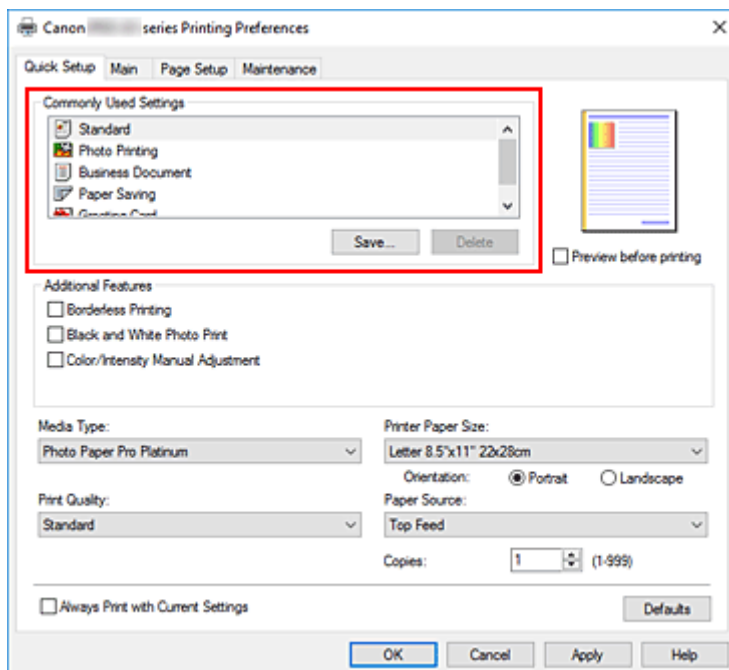 Canon series Printing Preferences
Quick Setup Main Page Setup Maintenance
Commonly Used Settings
Standard
Photo Printing
Business Document
Paper Saving
Greeting Card
Save... Delete
Preview before printing
Additional Features
Borderless Printing
Black and White Photo Print
Color/Intensity Manual Adjustment
Media Type: Printer Paper Size:
Photo Paper Pro Platinum Letter 8.5"x11" 22x28cm
Orientation: Portrait Landscape
Print Quality: Paper Source:
Standard Top Feed
Copies: 1 (1-999)
Always Print with Current Settings Defaults
OK Cancel Apply Help